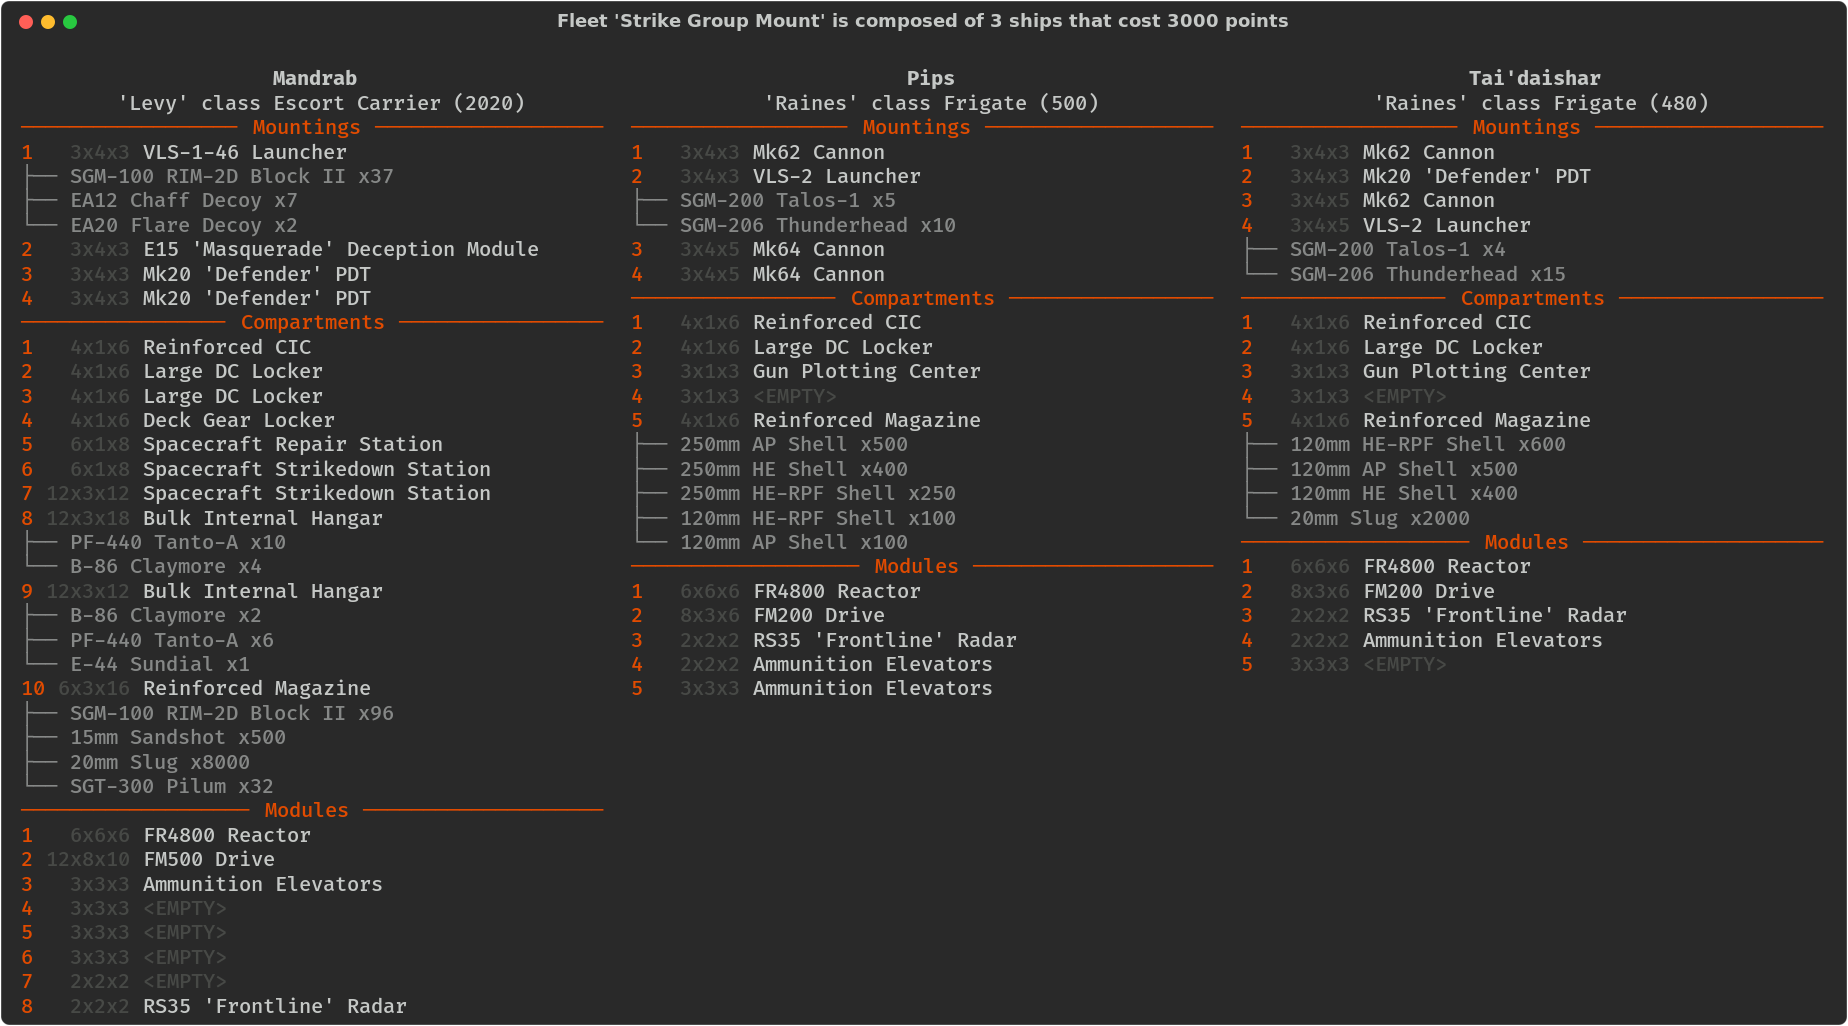 Fleet 'Strike Group Mount' is composed of 3 ships that cost 3000 points
Mandrab
'Levy' class Escort Carrier (2020)
Mountings
1 3x4x3 VLS-1-46 Launcher
SGM-100 RIM-2D Block II x37
EA12 Chaff Decoy x7
EA20 Flare Decoy x2
2 3x4x3 E15 'Masquerade' Deception Module
3 3x4x3 Mk20 'Defender' PDT
4 3x4x3 Mk20 'Defender' PDT
Compartments
1 4x1x6 Reinforced CIC
2 4x1x6 Large DC Locker
3 4x1x6 Large DC Locker
4 4x1x6 Deck Gear Locker
5 6x1x8 Spacecraft Repair Station
6 6x1x8 Spacecraft Strikedown Station
7 12x3x12 Spacecraft Strikedown Station
8 12x3x18 Bulk Internal Hangar
PF-440 Tanto-A x10
B-86 Claymore x4
9 12x3x12 Bulk Internal Hangar
B-86 Claymore x2
PF-440 Tanto-A x6
E-44 Sundial x1
10 6x3x16 Reinforced Magazine
SGM-100 RIM-2D Block II x96
15mm Sandshot x500
20mm Slug x8000
SGT-300 Pilum x32
Modules
1 6x6x6 FR4800 Reactor
2 12x8x10 FM500 Drive
3 3x3x3 Ammunition Elevators
4 3x3x3 <EMPTY>
5 3x3x3 <EMPTY>
6 3x3x3 <EMPTY>
7 2x2x2 <EMPTY>
8 2x2x2 RS35 'Frontline' Radar
Pips
'Raines' class Frigate (500)
Mountings
1 3x4x3 Mk62 Cannon
2 3x4x3 VLS-2 Launcher
SGM-200 Talos-1 x5
SGM-206 Thunderhead x10
3 3x4x5 Mk64 Cannon
4 3x4x5 Mk64 Cannon
Compartments
1 4x1x6 Reinforced CIC
2 4x1x6 Large DC Locker
3 3x1x3 Gun Plotting Center
4 3x1x3 <EMPTY>
5 4x1x6 Reinforced Magazine
250mm AP Shell x500
250mm HE Shell x400
250mm HE-RPF Shell x250
120mm HE-RPF Shell x100
120mm AP Shell x100
Modules
1 6x6x6 FR4800 Reactor
2 8x3x6 FM200 Drive
3 2x2x2 RS35 'Frontline' Radar
4 2x2x2 Ammunition Elevators
5 3x3x3 Ammunition Elevators
Tai'daishar
'Raines' class Frigate (480)
Mountings
1 3x4x3 Mk62 Cannon
2 3x4x3 Mk20 'Defender' PDT
3 3x4x5 Mk62 Cannon
4 3x4x5 VLS-2 Launcher
SGM-200 Talos-1 x4
SGM-206 Thunderhead x15
Compartments
1 4x1x6 Reinforced CIC
2 4x1x6 Large DC Locker
3 3x1x3 Gun Plotting Center
4 3x1x3 <EMPTY>
5 4x1x6 Reinforced Magazine
120mm HE-RPF Shell x600
120mm AP Shell x500
120mm HE Shell x400
20mm Slug x2000
Modules
1 6x6x6 FR4800 Reactor
2 8x3x6 FM200 Drive
3 2x2x2 RS35 'Frontline' Radar
4 2x2x2 Ammunition Elevators
5 3x3x3 <EMPTY>